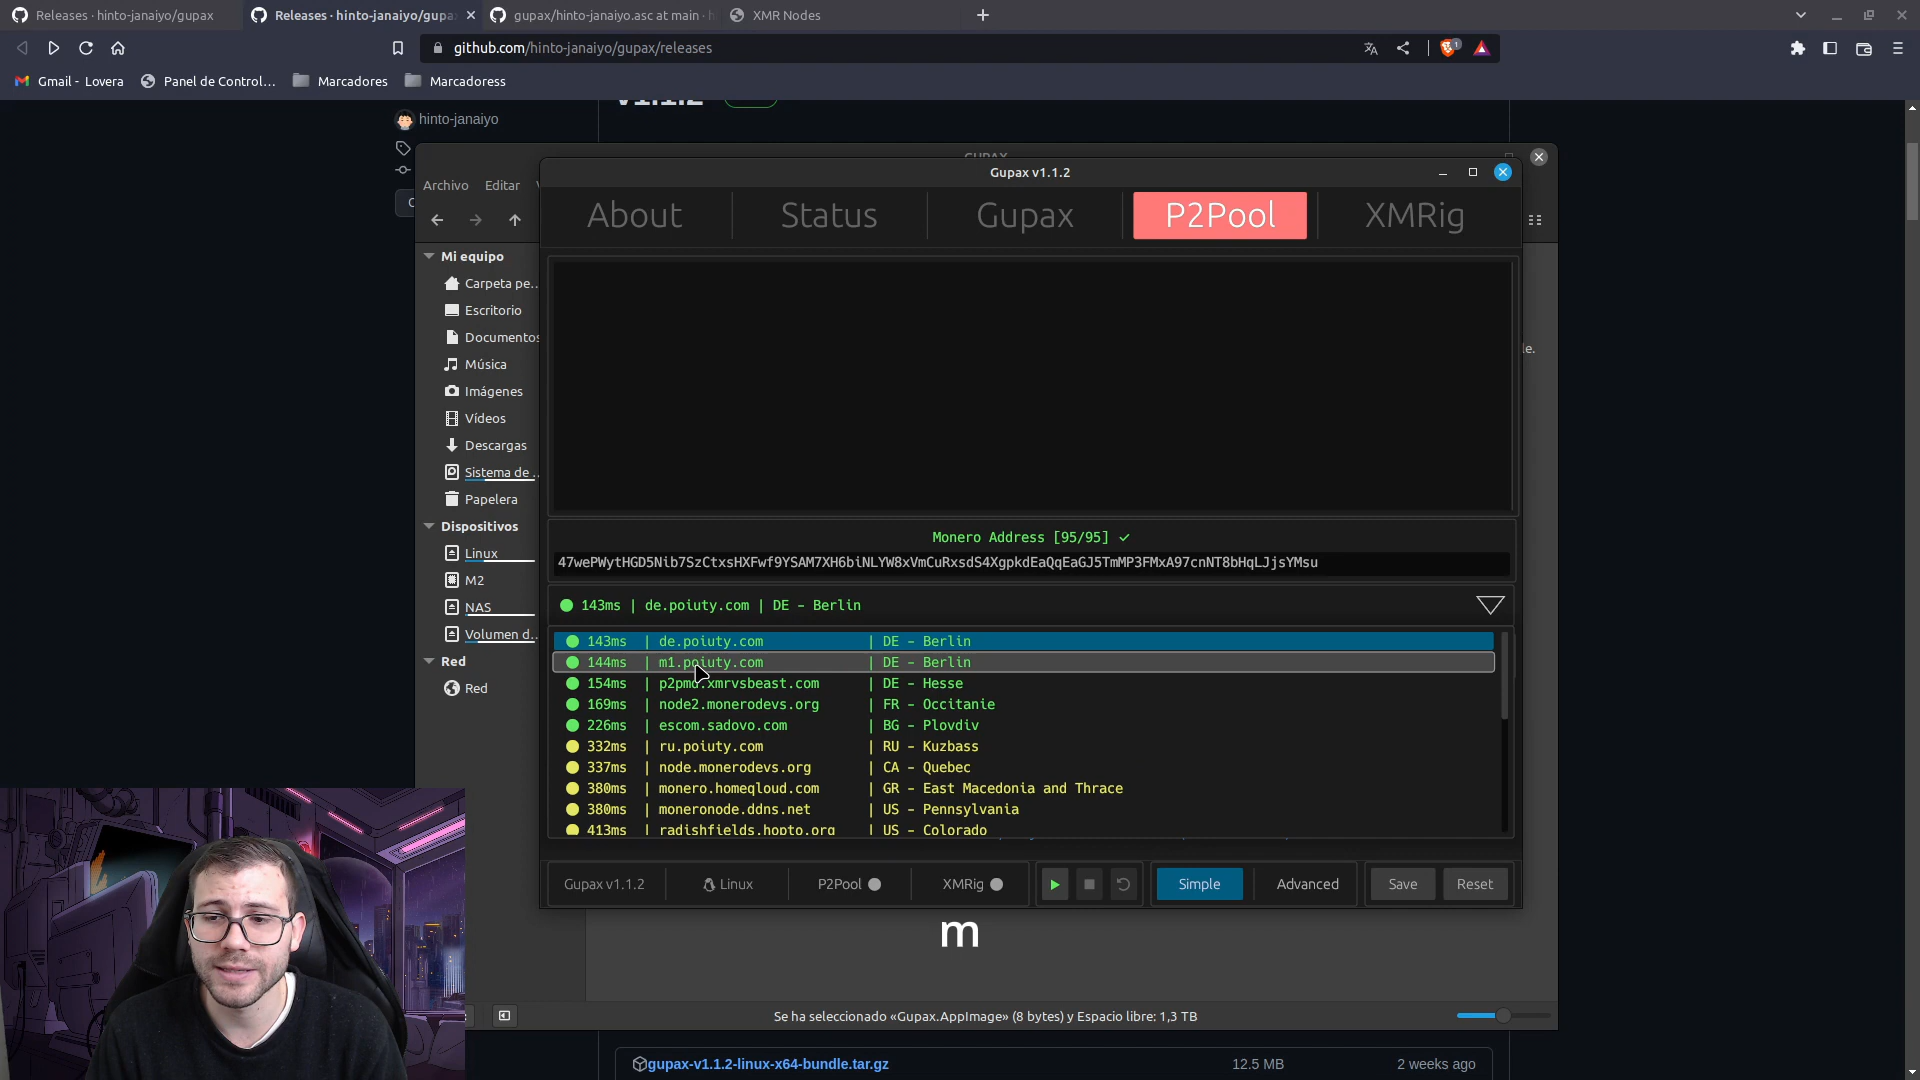 Releases · hinto-janaiyo/gupax
Releases · hinto-janaiyo/gupa
gupax/hinto-janaiyo.asc at main · h
XMR Nodes
github.com/hinto-janaiyo/gupax/releases
1
Gmail - Lovera
Panel de Control…
Marcadores
Marcadoress
v1.1.2
hinto-janaiyo
GUPAX
Gupax v1.1.2
Archivo
Editar
About
Status
Gupax
P2Pool
XMRig
Mi equipo
Carpeta pe…
Escritorio
Documentos
Música
Imágenes
Vídeos
Descargas
Sistema de …
Papelera
Dispositivos
Linux
M2
NAS
Volumen d…
Red
Red
le.
Monero Address [95/95] ✓
47wePWytHGD5Nib7SzCtxsHXFwf9YSAM7XH6biNLYW8xVmCuRxsdS4XgpkdEaQqEaGJ5TmMP3FMxA97cnNT8bHqLJjsYMsu
143ms | de.poiuty.com | DE - Berlin
143ms | de.poiuty.com | DE - Berlin
144ms | m1.poiuty.com | DE - Berlin
154ms | p2pmd.xmrvsbeast.com | DE - Hesse
169ms | node2.monerodevs.org | FR - Occitanie
226ms | escom.sadovo.com | BG - Plovdiv
332ms | ru.poiuty.com | RU - Kuzbass
337ms | node.monerodevs.org | CA - Quebec
380ms | monero.homeqloud.com | GR - East Macedonia and Thrace
380ms | moneronode.ddns.net | US - Pennsylvania
413ms | radishfields.hopto.org | US - Colorado
Gupax v1.1.2
Linux
P2Pool
XMRig
Simple
Advanced
Save
Reset
m
Se ha seleccionado «Gupax.AppImage» (8 bytes) y Espacio libre: 1,3 TB
gupax-v1.1.2-linux-x64-bundle.tar.gz
12.5 MB
2 weeks ago